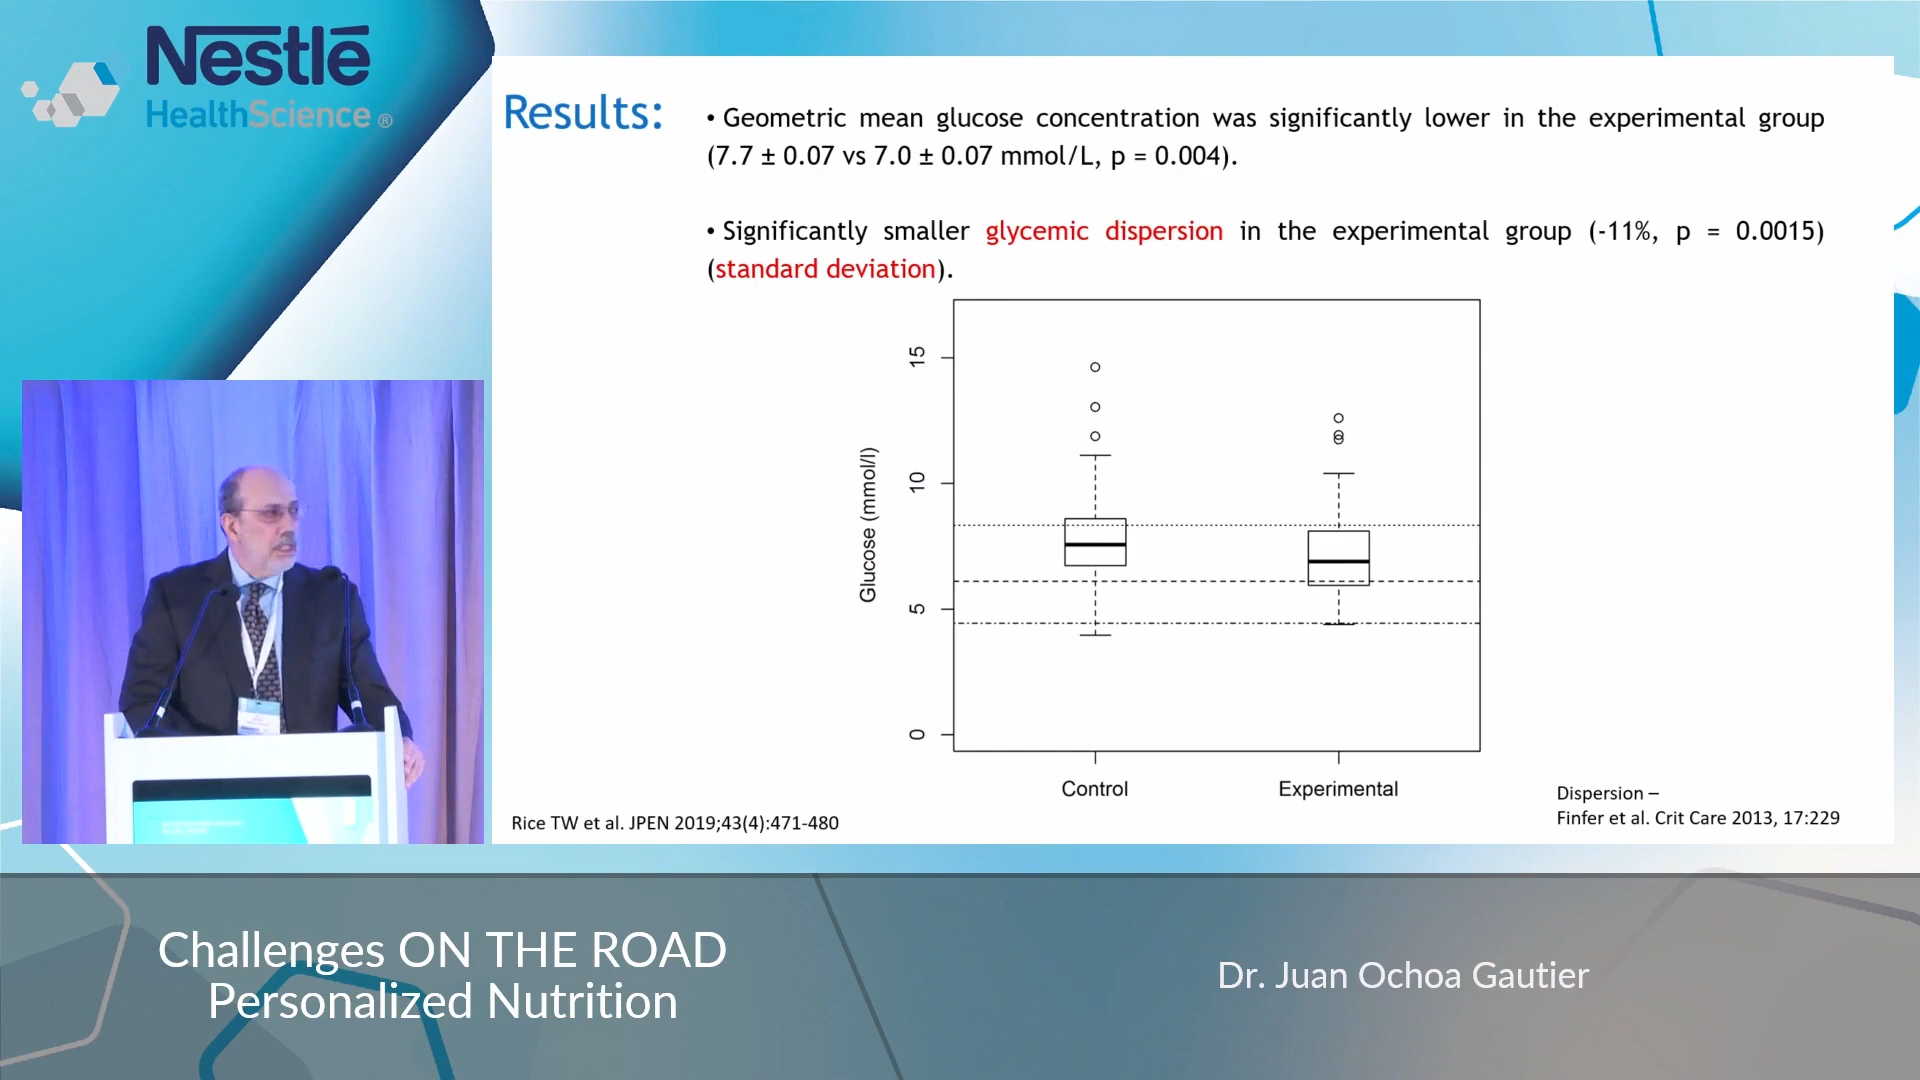 Nestlé
HealthScience ®
Results:
• Geometric mean glucose concentration was significantly lower in the experimental group
(7.7 ± 0.07 vs 7.0 ± 0.07 mmol/L, p = 0.004).
• Significantly smaller glycemic dispersion in the experimental group (-11%, p = 0.0015)
(standard deviation).
15
10
5
0
Glucose (mmol/l)
Control
Experimental
Rice TW et al. JPEN 2019;43(4):471-480
Dispersion –
Finfer et al. Crit Care 2013, 17:229
Challenges ON THE ROAD
Personalized Nutrition
Dr. Juan Ochoa Gautier